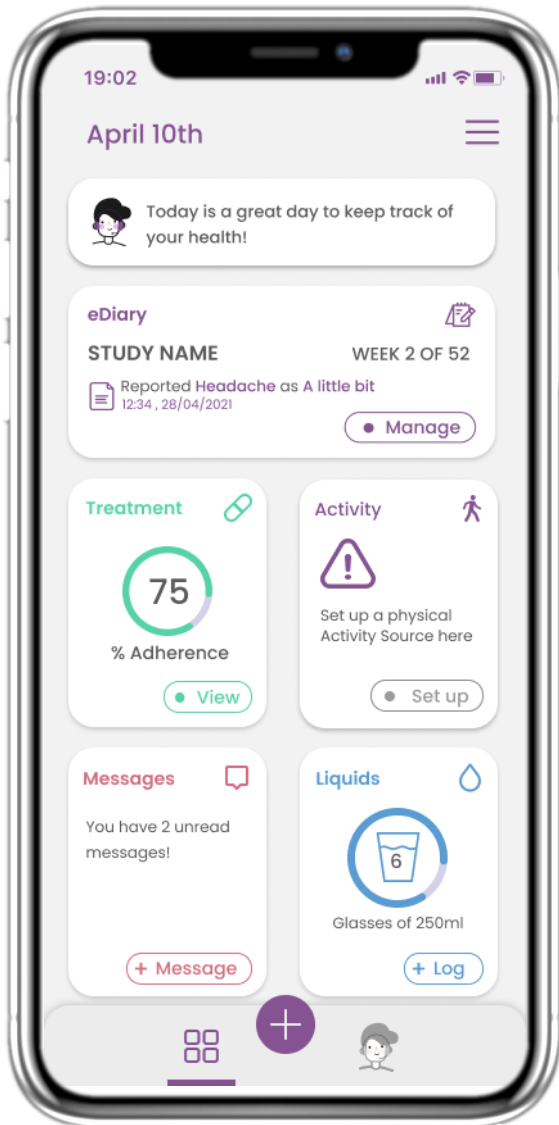 19:02
April 10th
Today is a great day to keep track of
your health!
eDiary
STUDY NAME
WEEK 2 OF 52
Reported Headache as A little bit
12:34 , 28/04/2021
Manage
Treatment
75
% Adherence
View
Activity
Set up a physical
Activity Source here
Set up
Messages
You have 2 unread
messages!
+ Message
Liquids
6
Glasses of 250ml
+ Log